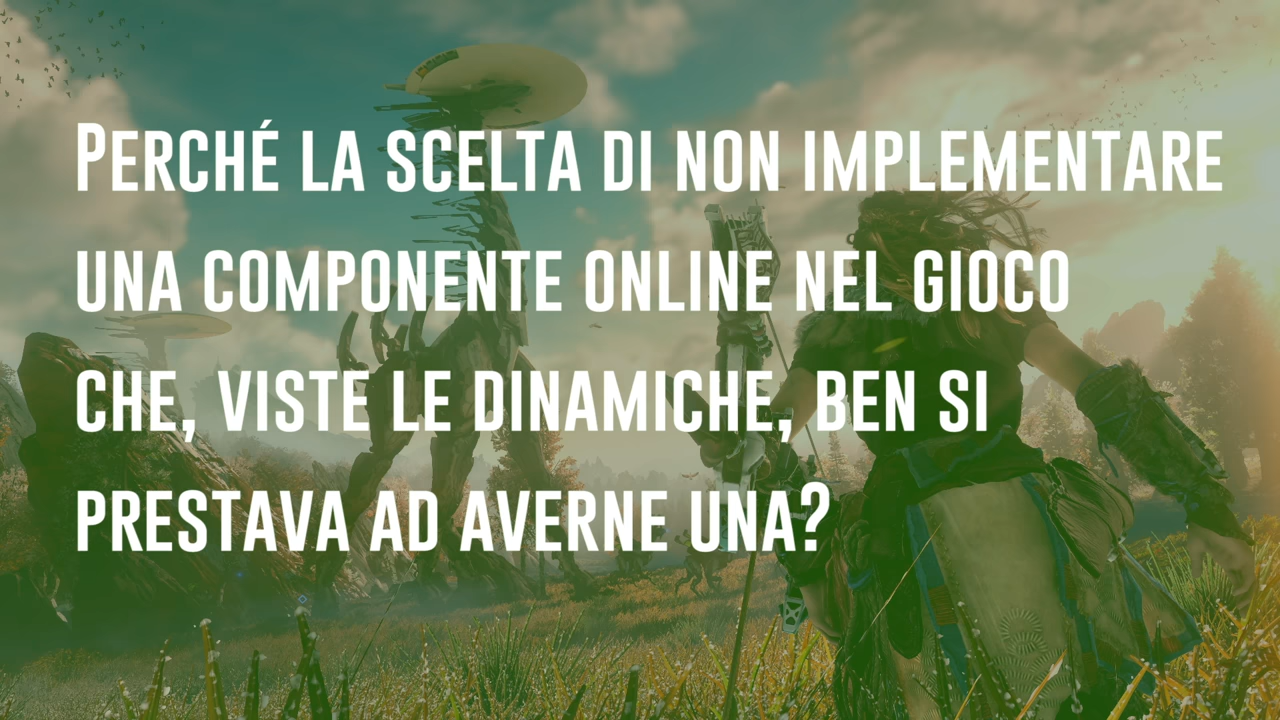 Perché la scelta di non implementare
una componente online nel gioco
che, viste le dinamiche, ben si
prestava ad averne una?